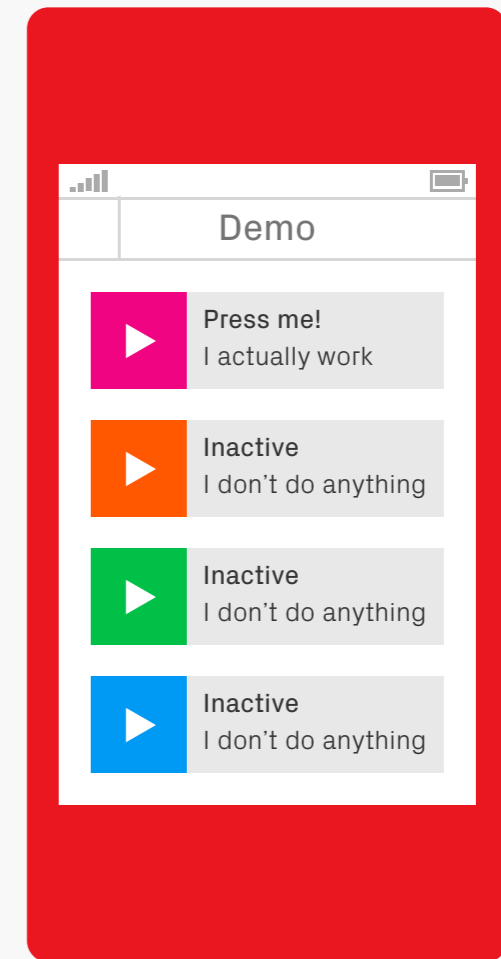 Demo
Press me!
I actually work
Inactive
I don’t do anything
Inactive
I don’t do anything
Inactive
I don’t do anything